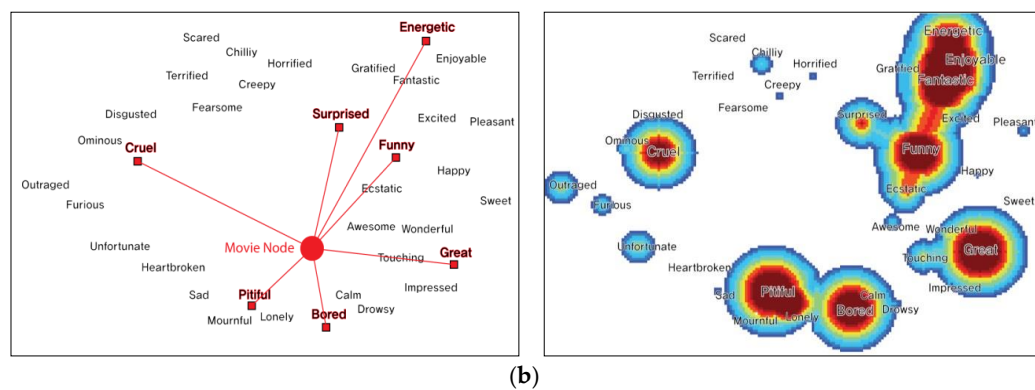 Energetic
Scared
Chilliy
Enjoyable
Horrified
Gratified
Terrified
Creepy
Fantastic
Fearsome
Disgusted
Surprised
Excited
Pleasant
Ominous
Cruel
Funny
Happy
Outraged
Ecstatic
Furious
Sweet
Awesome
Wonderful
Unfortunate
Movie Node
Great
Touching
Heartbroken
Impressed
Sad
Pitiful
Calm
Mournful
Lonely
Bored
Drowsy
Energetic
Scared
Chilliy
Enjoyable
Horrified
Gratified
Terrified
Creepy
Fantastic
Fearsome
Disgusted
Surprised
Excited
Pleasant
Ominous
Cruel
Funny
Happy
Outraged
Ecstatic
Furious
Sweet
Awesome
Wonderful
Unfortunate
Great
Touching
Heartbroken
Impressed
Sad
Pitiful
Calm
Mournful
Lonely
Bored
Drowsy
(b)